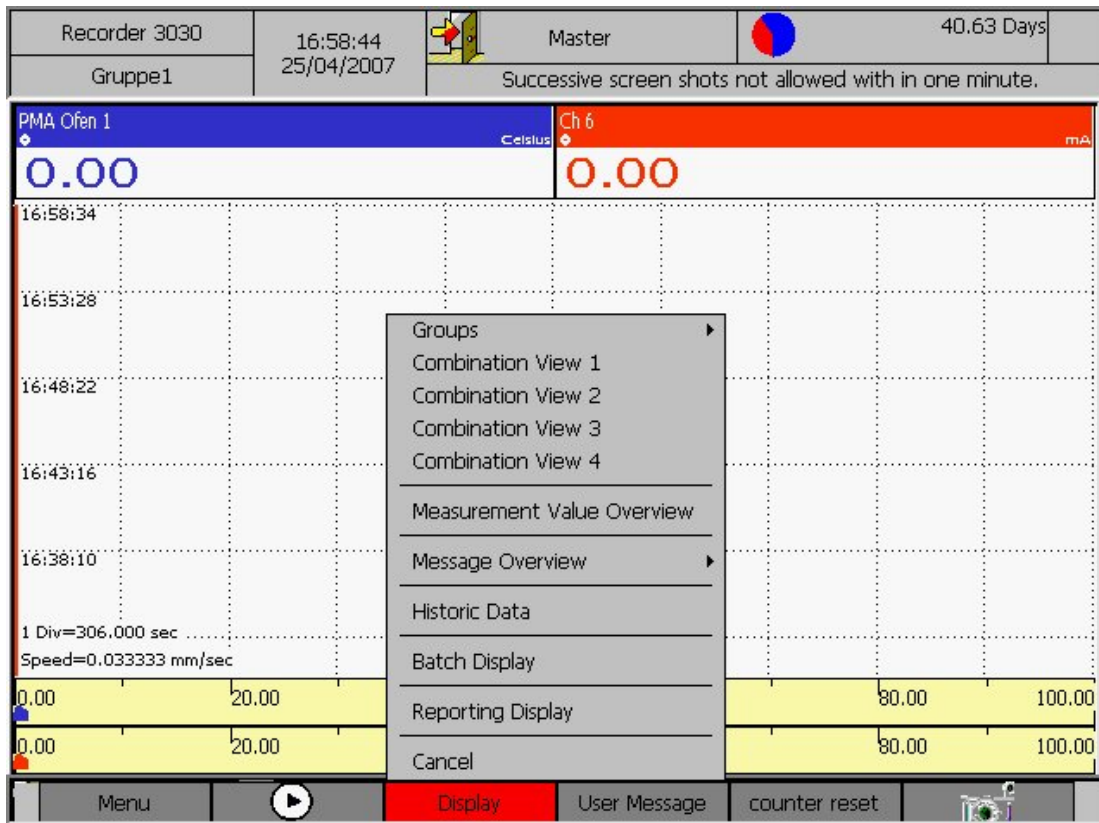 Recorder 3030
Gruppe1
16:58:44
25/04/2007
Master
40.63 Days
Successive screen shots not allowed with in one minute.
PMA Ofen 1
Celsius
0.00
Ch 6
mA
0.00
16:58:34
16:53:28
16:48:22
16:43:16
16:38:10
1 Div=306.000 sec
Speed=0.033333 mm/sec
Groups
Combination View 1
Combination View 2
Combination View 3
Combination View 4
Measurement Value Overview
Message Overview
Historic Data
Batch Display
Reporting Display
Cancel
0.00 20.00 80.00 100.00
0.00 20.00 80.00 100.00
Menu Display User Message counter reset